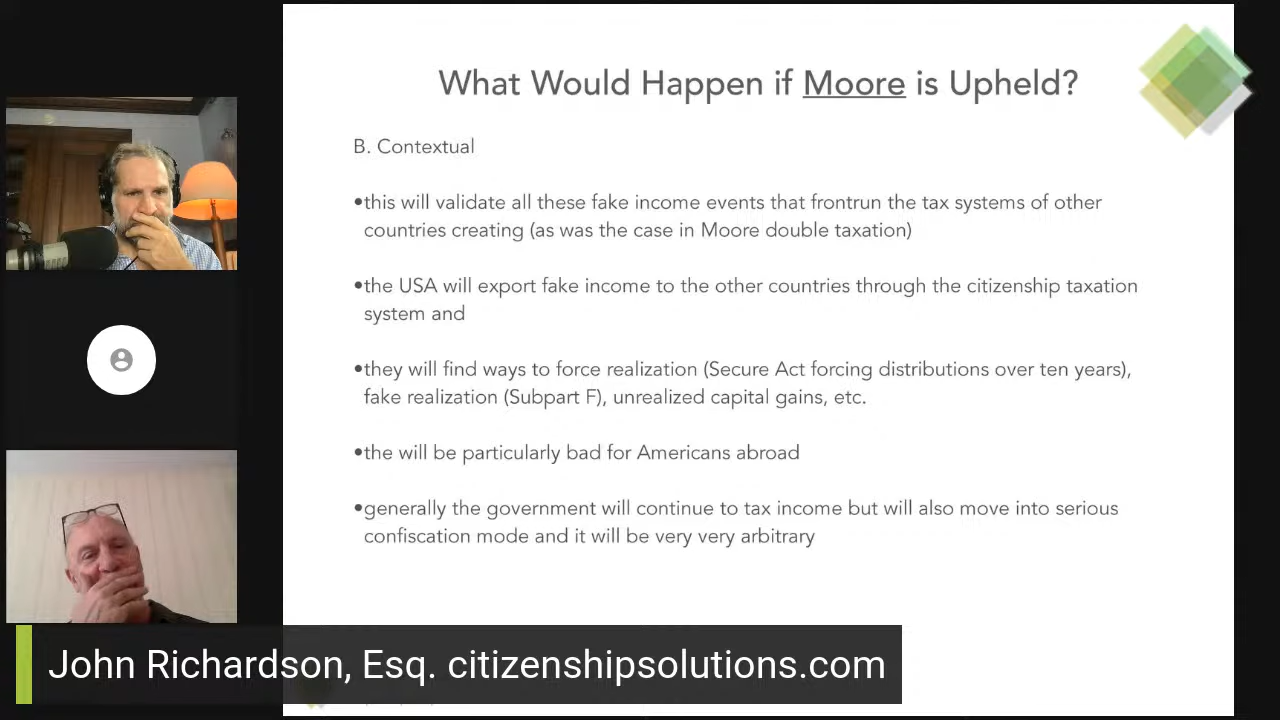 What Would Happen if Moore is Upheld?
B. Contextual
•this will validate all these fake income events that frontrun the tax systems of other
countries creating (as was the case in Moore double taxation)
•the USA will export fake income to the other countries through the citizenship taxation
system and
•they will find ways to force realization (Secure Act forcing distributions over ten years),
fake realization (Subpart F), unrealized capital gains, etc.
•the will be particularly bad for Americans abroad
•generally the government will continue to tax income but will also move into serious
confiscation mode and it will be very very arbitrary
John Richardson, Esq. citizenshipsolutions.com